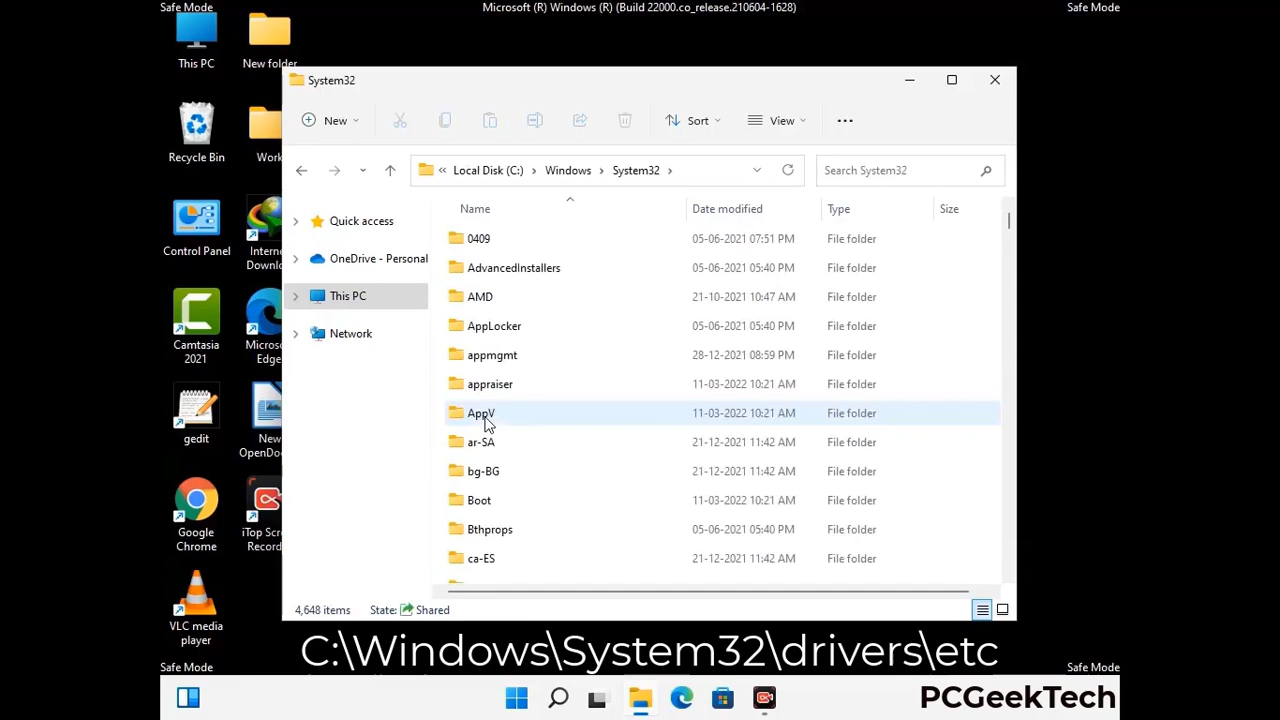 Safe Mode
Microsoft (R) Windows (R) (Build 22000.co_release.210604-1628)
Safe Mode
This PC
New folder
Recycle Bin
Work
Control Panel
Intern
Downlo
Camtasia
2021
Micros
Edge
gedit
New
OpenDo
Google
Chrome
iTop Scre
Record
VLC media
player
System32
New
Sort
View
Local Disk (C:) > Windows > System32 >
Search System32
Quick access
OneDrive - Personal
This PC
Network
Name Date modified Type Size
0409 05-06-2021 07:51 PM File folder
AdvancedInstallers 05-06-2021 05:40 PM File folder
AMD 21-10-2021 10:47 AM File folder
AppLocker 05-06-2021 05:40 PM File folder
appmgmt 28-12-2021 08:59 PM File folder
appraiser 11-03-2022 10:21 AM File folder
AppV 11-03-2022 10:21 AM File folder
ar-SA 21-12-2021 11:42 AM File folder
bg-BG 21-12-2021 11:42 AM File folder
Boot 11-03-2022 10:21 AM File folder
Bthprops 05-06-2021 05:40 PM File folder
ca-ES 21-12-2021 11:42 AM File folder
4,648 items State: Shared
C:\Windows\System32\drivers\etc
Safe Mode
Safe Mode
PCGeekTech